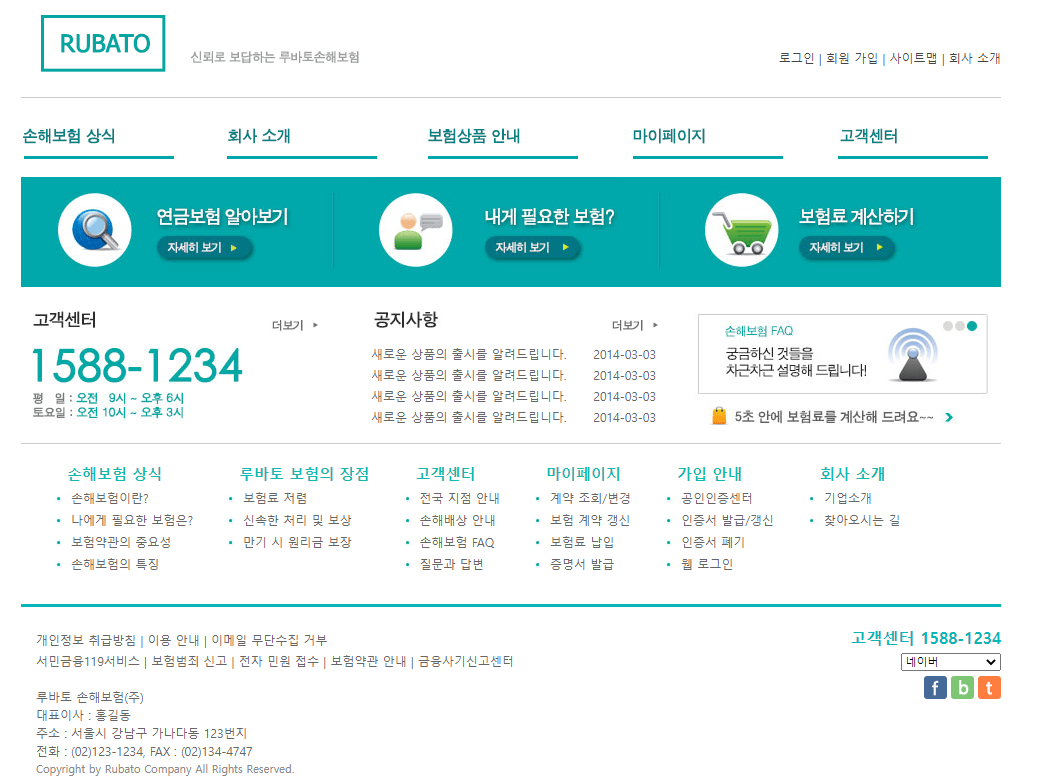 RUBATO
신뢰로 보답하는 루바토손해보험
로그인 | 회원 가입 | 사이트맵 | 회사 소개
손해보험 상식 회사 소개 보험상품 안내 마이페이지 고객센터
연금보험 알아보기
자세히 보기
내게 필요한 보험?
자세히 보기
보험료 계산하기
자세히 보기
고객센터 더보기
1588-1234
평 일 : 오전 9시 ~ 오후 6시
토요일 : 오전 10시 ~ 오후 3시
공지사항 더보기
새로운 상품의 출시를 알려드립니다. 2014-03-03
새로운 상품의 출시를 알려드립니다. 2014-03-03
새로운 상품의 출시를 알려드립니다. 2014-03-03
새로운 상품의 출시를 알려드립니다. 2014-03-03
손해보험 FAQ
궁금하신 것들을
차근차근 설명해 드립니다!
5초 안에 보험료를 계산해 드려요~~
손해보험 상식
손해보험이란?
나에게 필요한 보험은?
보험약관의 중요성
손해보험의 특징
루바토 보험의 장점
보험료 저렴
신속한 처리 및 보상
만기 시 원리금 보장
고객센터
전국 지점 안내
손해배상 안내
손해보험 FAQ
질문과 답변
마이페이지
계약 조회/변경
보험 계약 갱신
보험료 납입
증명서 발급
가입 안내
공인인증센터
인증서 발급/갱신
인증서 폐기
웹 로그인
회사 소개
기업소개
찾아오시는 길
개인정보 취급방침 | 이용 안내 | 이메일 무단수집 거부
서민금융119서비스 | 보험범죄 신고 | 전자 민원 접수 | 보험약관 안내 | 금융사기신고센터
루바토 손해보험(주)
대표이사 : 홍길동
주소 : 서울시 강남구 가나다동 123번지
전화 : (02)123-1234, FAX : (02)134-4747
Copyright by Rubato Company All Rights Reserved.
고객센터 1588-1234
네이버
f b t